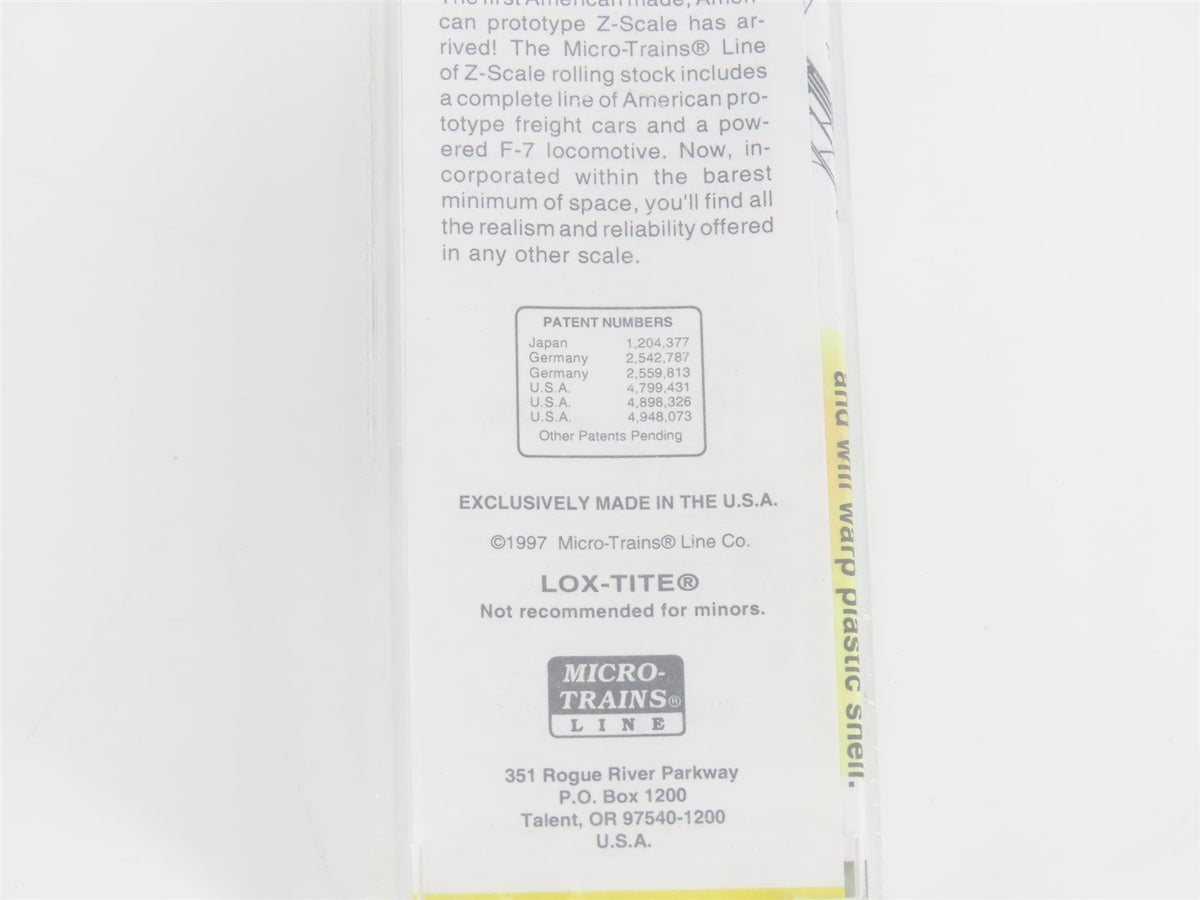 The first American made, Ameri-
can prototype Z-Scale has ar-
rived! The Micro-Trains® Line
of Z-Scale rolling stock includes
a complete line of American pro-
totype freight cars and a pow-
ered F-7 locomotive. Now, in-
corporated within the barest
minimum of space, you'll find all
the realism and reliability offered
in any other scale.
PATENT NUMBERS
Japan 1,204,377
Germany 2,542,787
Germany 2,559,813
U.S.A. 4,799,431
U.S.A. 4,898,326
U.S.A. 4,948,073
Other Patents Pending
EXCLUSIVELY MADE IN THE U.S.A.
©1997 Micro-Trains® Line Co.
LOX-TITE®
Not recommended for minors.
MICRO-
TRAINS®
LINE
351 Rogue River Parkway
P.O. Box 1200
Talent, OR 97540-1200
U.S.A.
and will warp plastic shell.